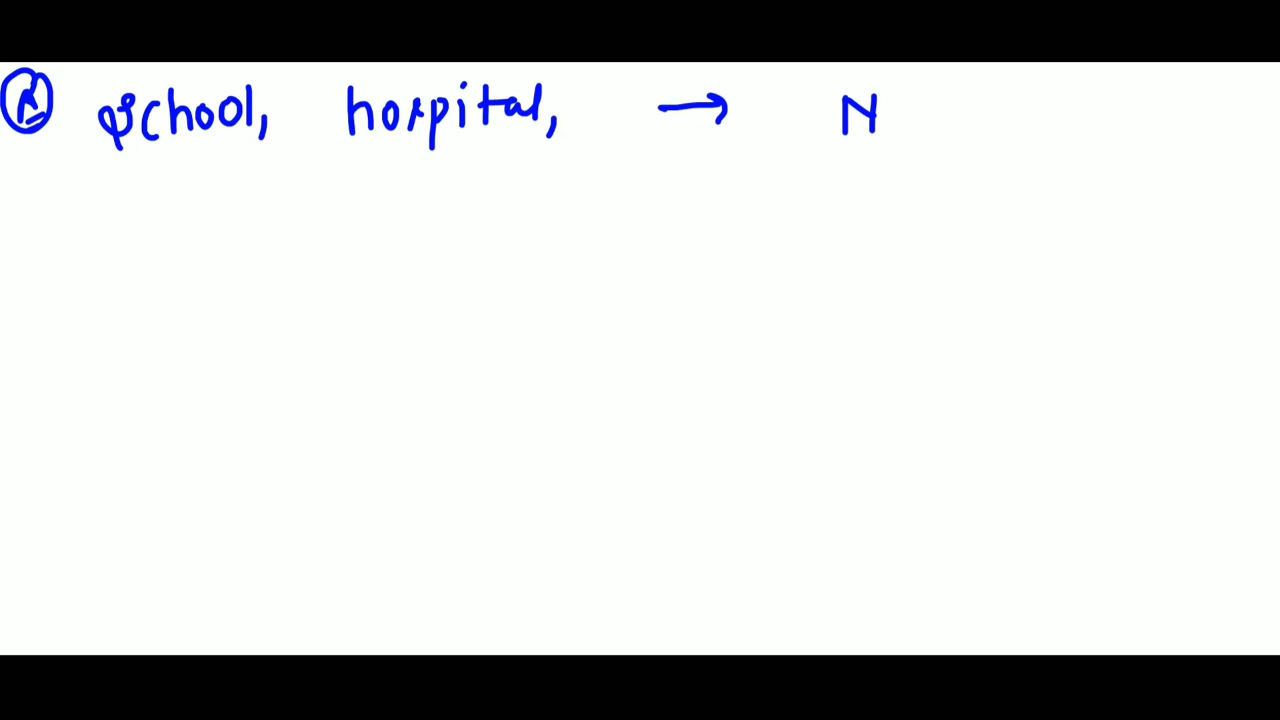 School, hospital, → N